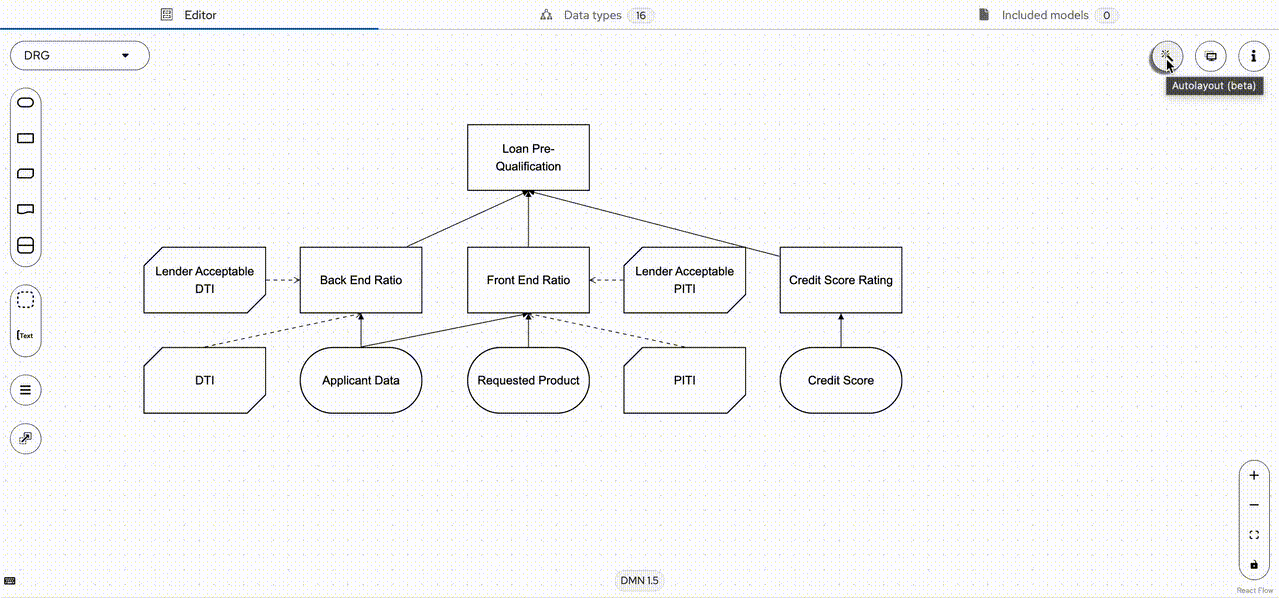 Editor
Data types 16
Included models 0
DRG
Autolayout (beta)
Loan Pre-
Qualification
Lender Acceptable
DTI
Back End Ratio
Front End Ratio
Lender Acceptable
PITI
Credit Score Rating
[Text
DTI
Applicant Data
Requested Product
PITI
Credit Score
DMN 1.5
React Flow